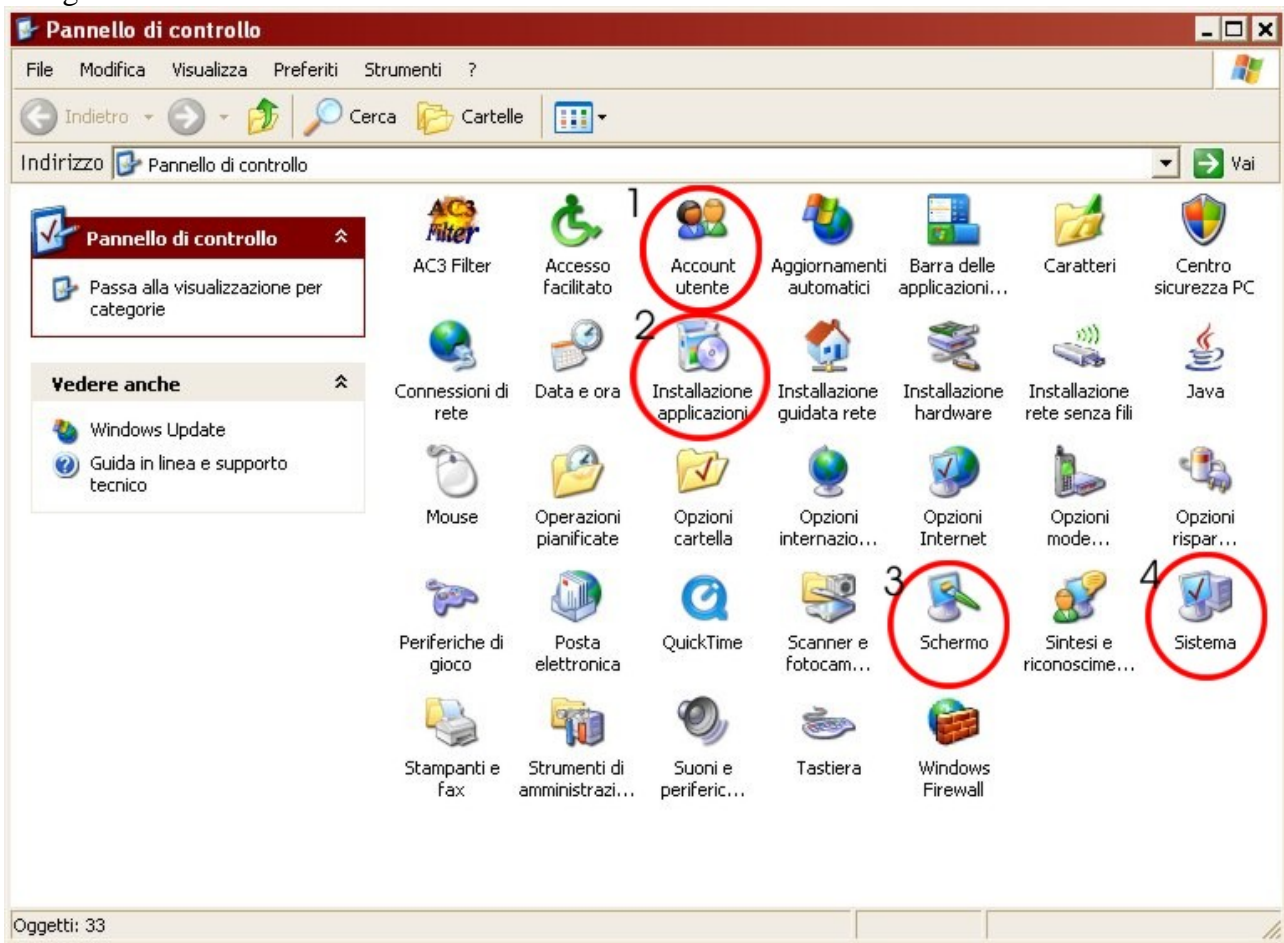 Pannello di controllo
File Modifica Visualizza Preferiti Strumenti ?
Indietro Cerca Cartelle
Indirizzo Pannello di controllo Vai
Pannello di controllo
Passa alla visualizzazione per
categorie
Vedere anche
Windows Update
Guida in linea e supporto
tecnico
AC3
Filter
AC3 Filter
Accesso
facilitato
1
Account
utente
Aggiornamenti
automatici
Barra delle
applicazioni...
Caratteri
Centro
sicurezza PC
Connessioni di
rete
Data e ora
2
Installazione
applicazioni
Installazione
guidata rete
Installazione
hardware
Installazione
rete senza fili
Java
Mouse
Operazioni
pianificate
Opzioni
cartella
Opzioni
internazio...
Opzioni
Internet
Opzioni
mode...
Opzioni
rispar...
Periferiche di
gioco
Posta
elettronica
QuickTime
Scanner e
fotocam...
3
Schermo
Sintesi e
riconoscime...
4
Sistema
Stampanti e
fax
Strumenti di
amministrazi...
Suoni e
periferic...
Tastiera
Windows
Firewall
Oggetti: 33